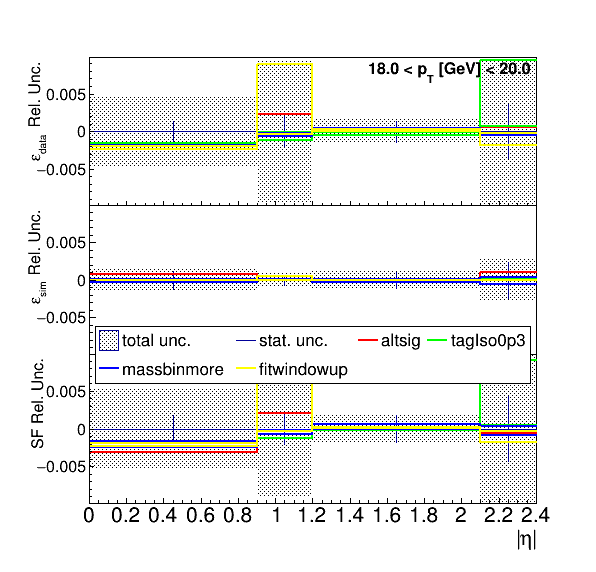 18.0 < p_T [GeV] < 20.0
ε_data Rel. Unc.
0.005
0
−0.005
ε_sim Rel. Unc.
0.005
0
−0.005
total unc. stat. unc. altsig tagIso0p3
massbinmore fitwindowup
SF Rel. Unc.
0.005
0
−0.005
0 0.2 0.4 0.6 0.8 1 1.2 1.4 1.6 1.8 2 2.2 2.4
|η|